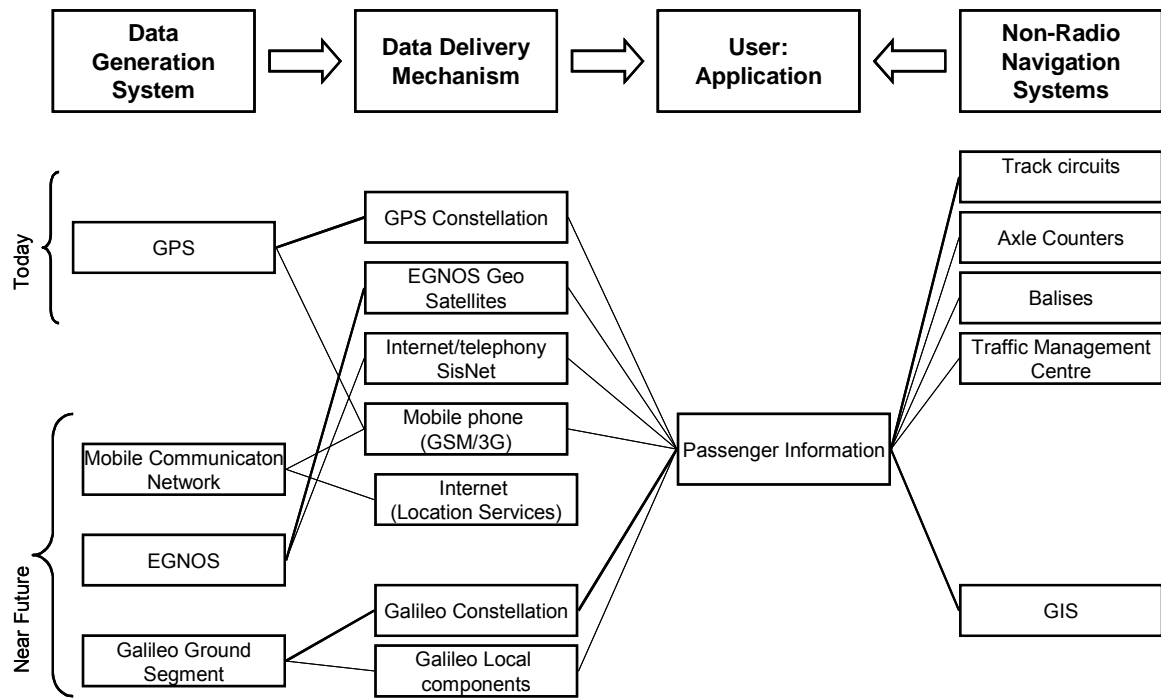 Data
Generation
System
Data Delivery
Mechanism
User:
Application
Non-Radio
Navigation
Systems
Today
GPS
GPS Constellation
EGNOS Geo
Satellites
Internet/telephony
SisNet
Mobile phone
(GSM/3G)
Internet
(Location Services)
Near Future
Mobile Communicaton
Network
EGNOS
Galileo Ground
Segment
Galileo Constellation
Galileo Local
components
Passenger Information
Track circuits
Axle Counters
Balises
Traffic Management
Centre
GIS